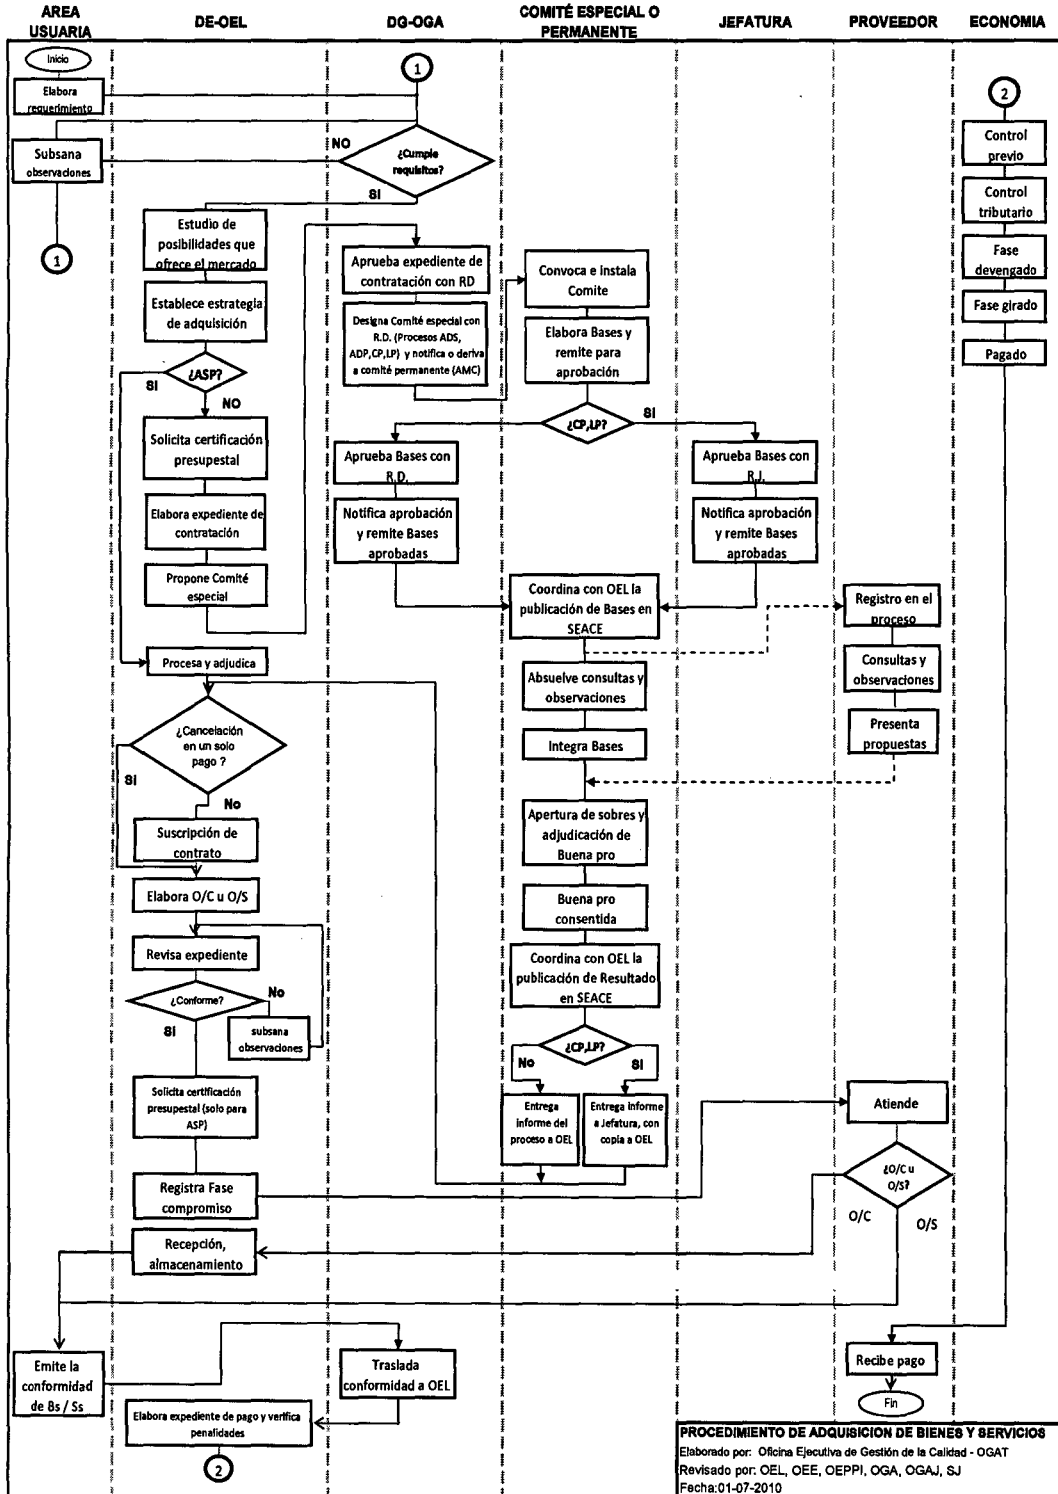 AREA
USUARIA
DE-OEL
DG-OGA
COMITÉ ESPECIAL O
PERMANENTE
JEFATURA
PROVEEDOR
ECONOMIA
Inicio
Elabora
requerimiento
1
NO
¿Cumple
requisitos?
SI
Subsana
observaciones
1
2
Control
previo
Control
tributario
Fase
devengado
Fase girado
Pagado
Estudio de
posibilidades que
ofrece el mercado
Establece estrategia
de adquisición
¿ASP?
SI
NO
Solicita certificación
presupestal
Elabora expediente de
contratación
Propone Comité
especial
Aprueba expediente de
contratación con RD
Designa Comité especial con
R.D. (Procesos ADS,
ADP,CP,LP) y notifica o deriva
a comité permanente (AMC)
Convoca e Instala
Comite
Elabora Bases y
remite para
aprobación
¿CP,LP?
SI
Aprueba Bases con
R.D.
Notifica aprobación
y remite Bases
aprobadas
Aprueba Bases con
R.J.
Notifica aprobación
y remite Bases
aprobadas
Coordina con OEL la
publicación de Bases en
SEACE
Registro en el
proceso
Consultas y
observaciones
Presenta
propuestas
Absuelve consultas y
observaciones
Integra Bases
Apertura de sobres y
adjudicación de
Buena pro
Buena pro
consentida
Coordina con OEL la
publicación de Resultado
en SEACE
¿CP,LP?
No
SI
Entrega
informe del
proceso a OEL
Entrega informe
a Jefatura, con
copia a OEL
Procesa y adjudica
¿Cancelación
en un solo
pago ?
SI
No
Suscripción de
contrato
Elabora O/C u O/S
Revisa expediente
¿Conforme?
No
SI
subsana
observaciones
Solicita certificación
presupestal (solo para
ASP)
Registra Fase
compromiso
Atiende
¿O/C u
O/S?
O/C
O/S
Recepción,
almacenamiento
Emite la
conformidad
de Bs / Ss
Traslada
conformidad a OEL
Elabora expediente de pago y verifica
penalidades
2
Recibe pago
Fin
PROCEDIMIENTO DE ADQUISICION DE BIENES Y SERVICIOS
Elaborado por: Oficina Ejecutiva de Gestión de la Calidad - OGAT
Revisado por: OEL, OEE, OEPPI, OGA, OGAJ, SJ
Fecha:01-07-2010